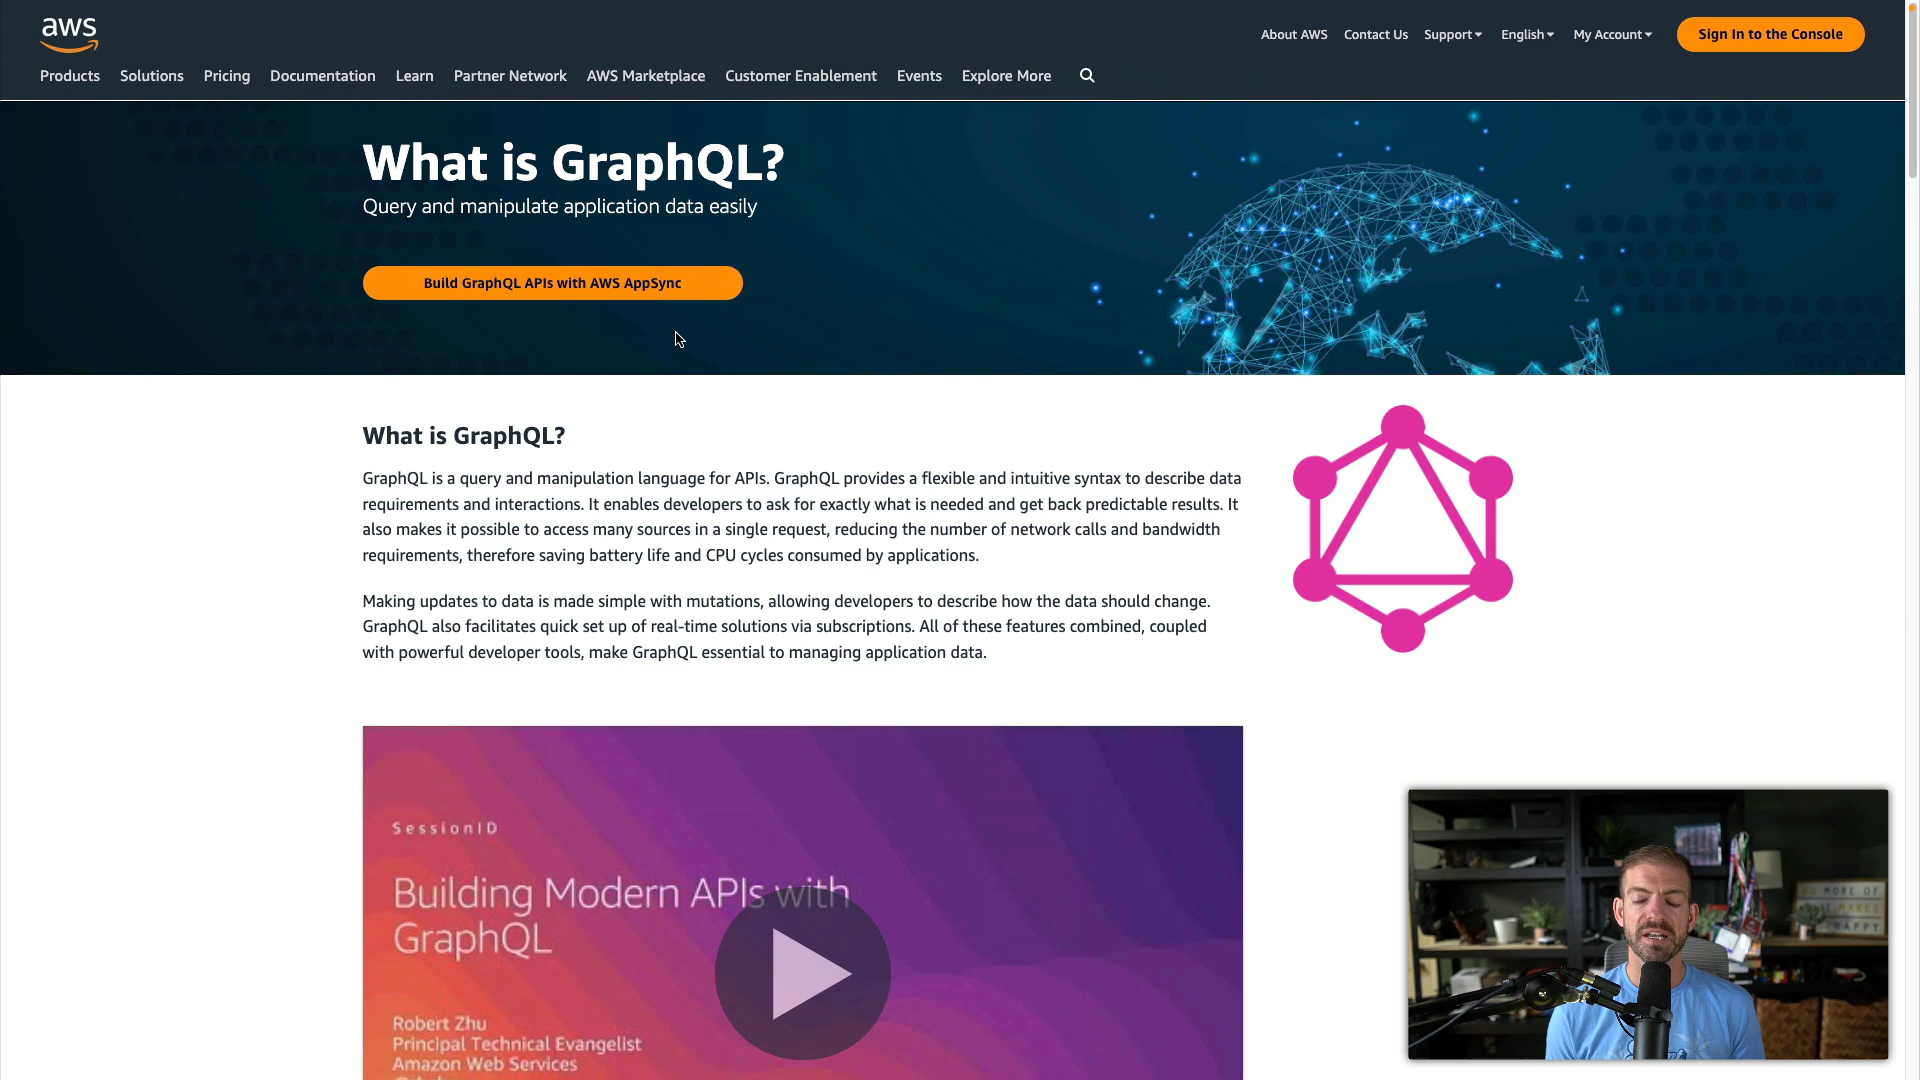 aws
About AWS
Contact Us
Support
English
My Account
Sign In to the Console
Products
Solutions
Pricing
Documentation
Learn
Partner Network
AWS Marketplace
Customer Enablement
Events
Explore More
What is GraphQL?
Query and manipulate application data easily
Build GraphQL APIs with AWS AppSync
What is GraphQL?
GraphQL is a query and manipulation language for APIs. GraphQL provides a flexible and intuitive syntax to describe data
requirements and interactions. It enables developers to ask for exactly what is needed and get back predictable results. It
also makes it possible to access many sources in a single request, reducing the number of network calls and bandwidth
requirements, therefore saving battery life and CPU cycles consumed by applications.
Making updates to data is made simple with mutations, allowing developers to describe how the data should change.
GraphQL also facilitates quick set up of real-time solutions via subscriptions. All of these features combined, coupled
with powerful developer tools, make GraphQL essential to managing application data.
SessionID
Building Modern APIs with
GraphQL
Robert Zhu
Principal Technical Evangelist
Amazon Web Services
MORE OF
MAKES
HAPPY